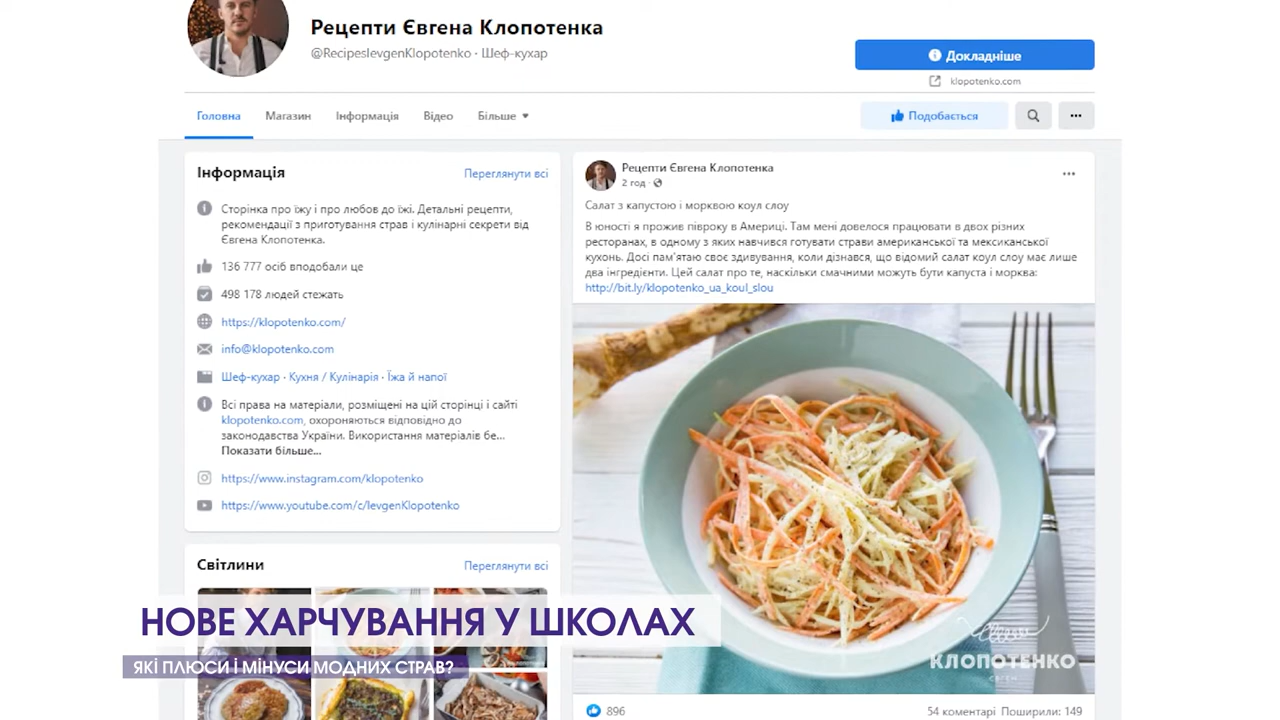 Рецепти Євгена Клопотенка
@RecipesIevgenKlopotenko · Шеф-кухар
Докладніше
klopotenko.com
Головна
Магазин
Інформація
Відео
Більше
Подобається
Інформація
Переглянути всі
Сторінка про їжу і про любов до їжі. Детальні рецепти,
рекомендації з приготування страв і кулінарні секрети від
Євгена Клопотенка.
136 777 осіб вподобали це
498 178 людей стежать
https://klopotenko.com/
info@klopotenko.com
Шеф-кухар · Кухня / Кулінарія · Їжа й напої
Всі права на матеріали, розміщені на цій сторінці і сайті
klopotenko.com, охороняються відповідно до
законодавства України. Використання матеріалів бе...
Показати більше...
https://www.instagram.com/klopotenko
https://www.youtube.com/c/IevgenKlopotenko
Світлини
Переглянути всі
Рецепти Євгена Клопотенка
2 год ·
Салат з капустою і морквою коул слоу
В юності я прожив півроку в Америці. Там мені довелося працювати в двох різних
ресторанах, в одному з яких навчився готувати страви американської та мексиканської
кухонь. Досі пам'ятаю своє здивування, коли дізнався, що відомий салат коул слоу має лише
два інгредієнти. Цей салат про те, наскільки смачними можуть бути капуста і морква:
http://bit.ly/klopotenko_ua_koul_slou
КЛОПОТЕНКО
ЄВГЕН
896
54 коментарі Поширили: 149
НОВЕ ХАРЧУВАННЯ У ШКОЛАХ
ЯКІ ПЛЮСИ І МІНУСИ МОДНИХ СТРАВ?